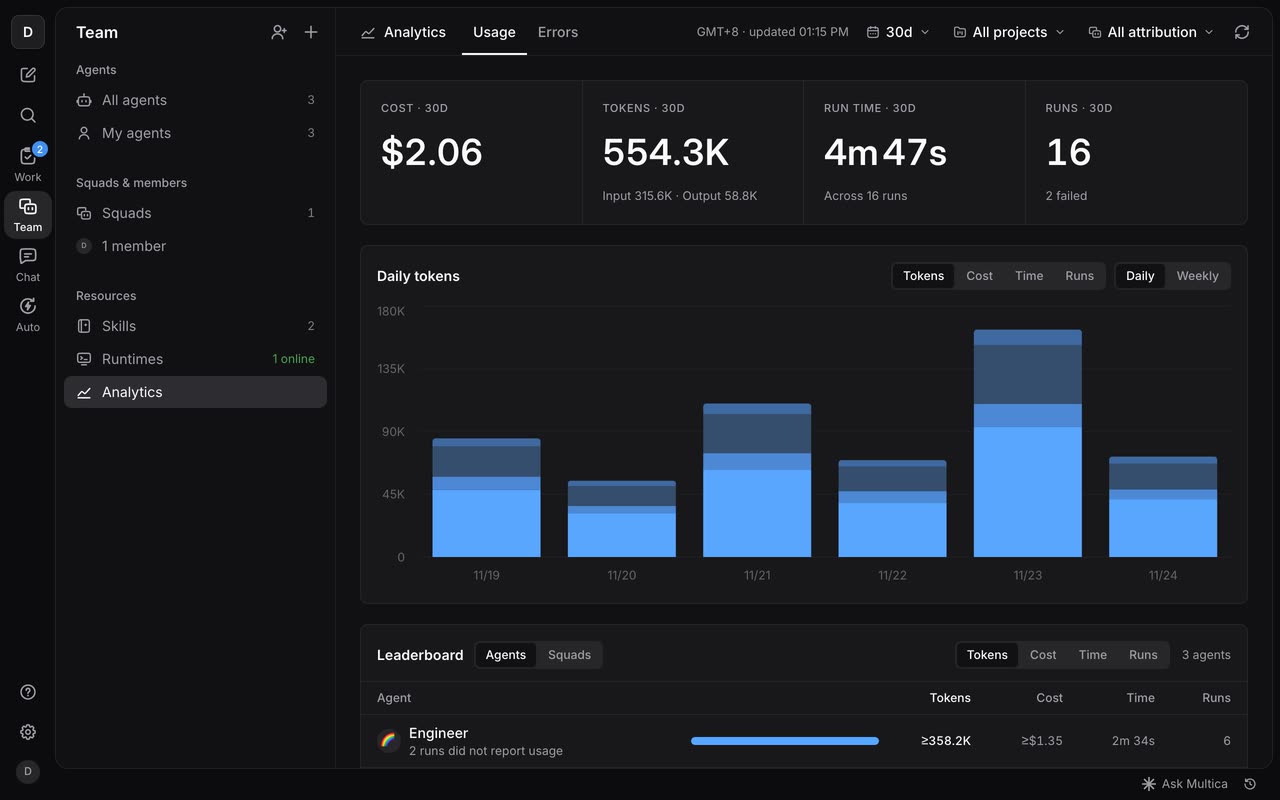 D
2
Work
Team
Chat
Auto
D
Team
Agents
All agents 3
My agents 3
Squads & members
Squads 1
D 1 member
Resources
Skills 2
Runtimes 1 online
Analytics
Analytics Usage Errors GMT+8 · updated 01:15 PM 30d All projects All attribution
COST · 30D
$2.06
TOKENS · 30D
554.3K
Input 315.6K · Output 58.8K
RUN TIME · 30D
4m 47s
Across 16 runs
RUNS · 30D
16
2 failed
Daily tokens Tokens Cost Time Runs Daily Weekly
180K
135K
90K
45K
0
11/19 11/20 11/21 11/22 11/23 11/24
Leaderboard Agents Squads Tokens Cost Time Runs 3 agents
Agent Tokens Cost Time Runs
Engineer
2 runs did not report usage
≥358.2K ≥$1.35 2m 34s 6
Ask Multica